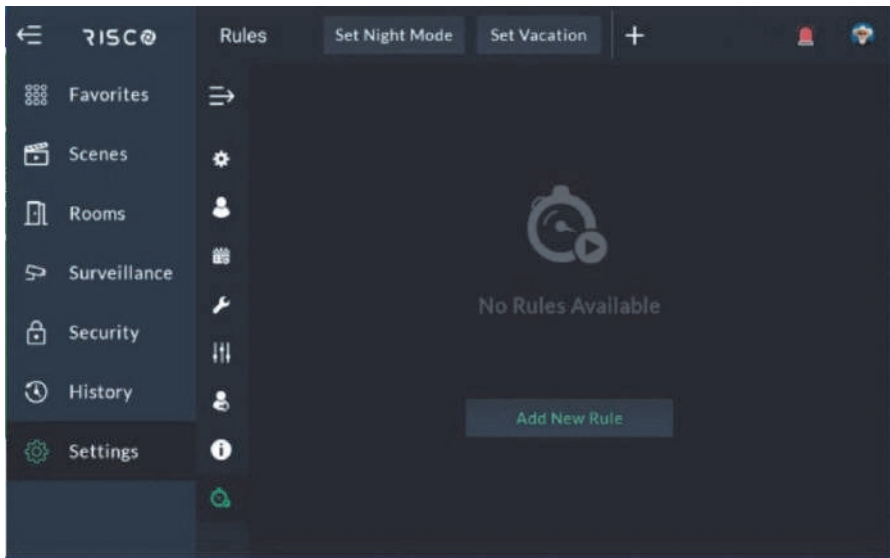 RISCO
Rules
Set Night Mode
Set Vacation
Favorites
Scenes
Rooms
Surveillance
Security
History
Settings
No Rules Available
Add New Rule